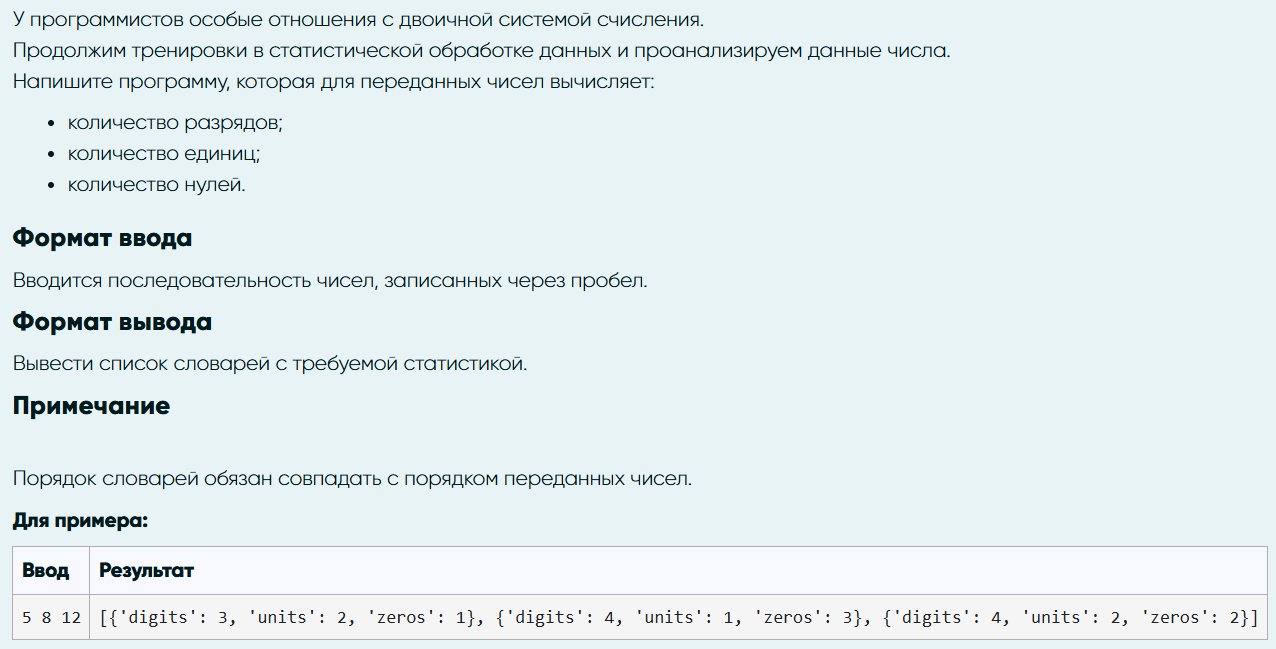 У программистов особые отношения с двоичной системой счисления.
Продолжим тренировки в статистической обработке данных и проанализируем данные числа.
Напишите программу, которая для переданных чисел вычисляет:
• количество разрядов;
• количество единиц;
• количество нулей.
Формат ввода
Вводится последовательность чисел, записанных через пробел.
Формат вывода
Вывести список словарей с требуемой статистикой.
Примечание
Порядок словарей обязан совпадать с порядком переданных чисел.
Для примера:
Ввод Результат
5 8 12 [{'digits': 3, 'units': 2, 'zeros': 1}, {'digits': 4, 'units': 1, 'zeros': 3}, {'digits': 4, 'units': 2, 'zeros': 2}]